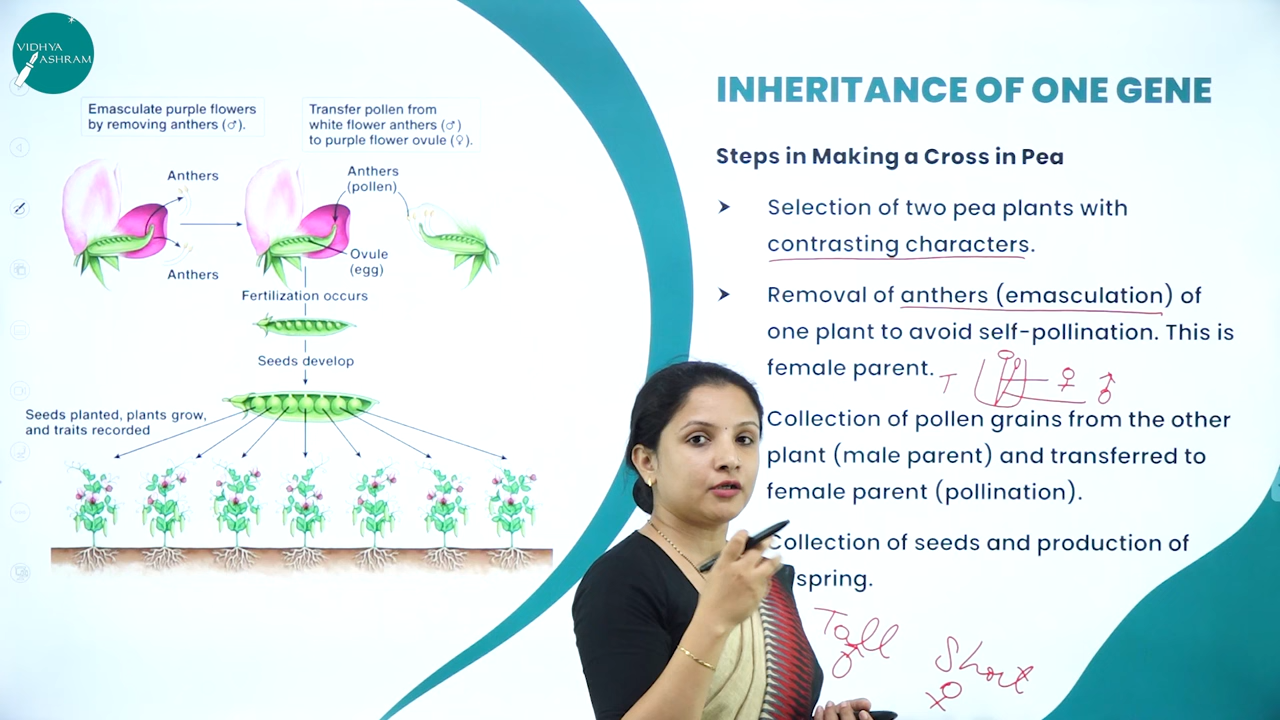 VIDHYA
ASHRAM
Emasculate purple flowers
by removing anthers (♂).
Transfer pollen from
white flower anthers (♂)
to purple flower ovule (♀).
Anthers
Anthers
Anthers
(pollen)
Ovule
(egg)
Fertilization occurs
Seeds develop
Seeds planted, plants grow,
and traits recorded
INHERITANCE OF ONE GENE
Steps in Making a Cross in Pea
➤ Selection of two pea plants with
contrasting characters.
➤ Removal of anthers (emasculation) of
one plant to avoid self-pollination. This is
female parent.
T ♀ ♂
Collection of pollen grains from the other
plant (male parent) and transferred to
female parent (pollination).
Collection of seeds and production of
spring.
Tall Short
♂ ♀